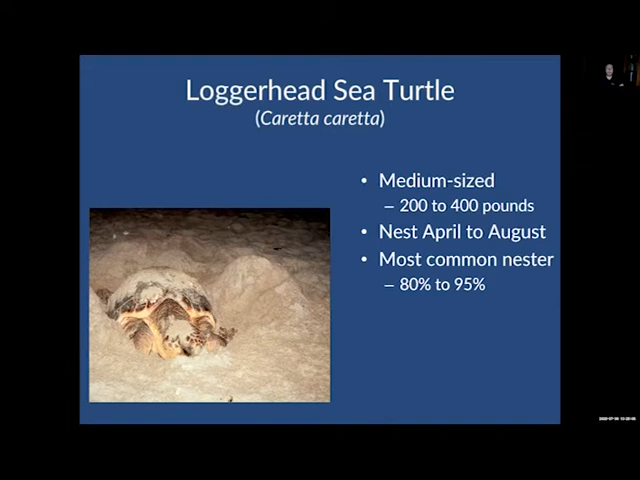 Loggerhead Sea Turtle
(Caretta caretta)
• Medium-sized
– 200 to 400 pounds
• Nest April to August
• Most common nester
– 80% to 95%